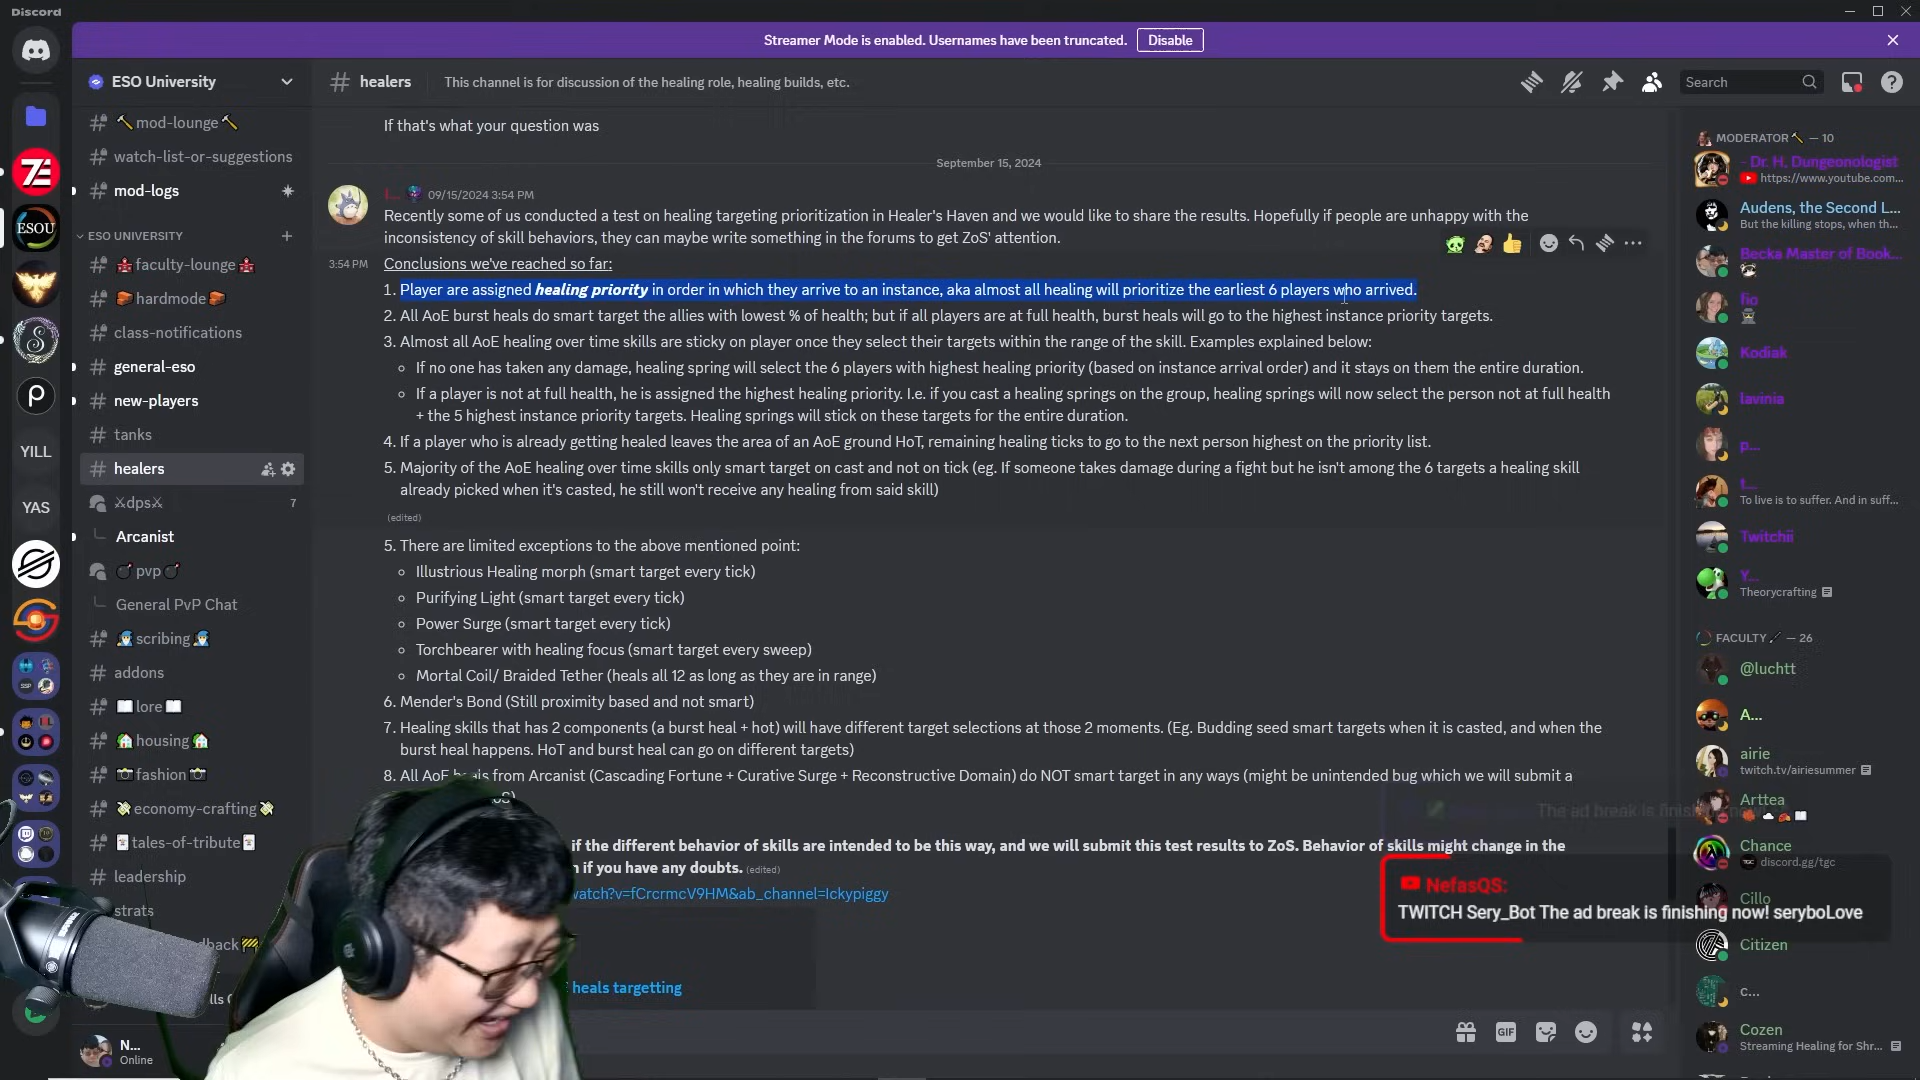 Discord
Streamer Mode is enabled. Usernames have been truncated.
Disable
ESO University
healers
This channel is for discussion of the healing role, healing builds, etc.
Search
mod-lounge
watch-list-or-suggestions
mod-logs
ESO UNIVERSITY
faculty-lounge
hardmode
class-notifications
general-eso
new-players
tanks
healers
dps
7
Arcanist
pvp
General PvP Chat
scribing
addons
lore
housing
fashion
economy-crafting
tales-of-tribute
leadership
strats
N...
Online
ESOU
YILL
YAS
If that's what your question was
September 15, 2024
09/15/2024 3:54 PM
Recently some of us conducted a test on healing targeting prioritization in Healer's Haven and we would like to share the results. Hopefully if people are unhappy with the
inconsistency of skill behaviors, they can maybe write something in the forums to get ZoS' attention.
3:54 PM
Conclusions we've reached so far:
1. Player are assigned healing priority in order in which they arrive to an instance, aka almost all healing will prioritize the earliest 6 players who arrived.
2. All AoE burst heals do smart target the allies with lowest % of health; but if all players are at full health, burst heals will go to the highest instance priority targets.
3. Almost all AoE healing over time skills are sticky on player once they select their targets within the range of the skill. Examples explained below:
If no one has taken any damage, healing spring will select the 6 players with highest healing priority (based on instance arrival order) and it stays on them the entire duration.
If a player is not at full health, he is assigned the highest healing priority. I.e. if you cast a healing springs on the group, healing springs will now select the person not at full health
+ the 5 highest instance priority targets. Healing springs will stick on these targets for the entire duration.
4. If a player who is already getting healed leaves the area of an AoE ground HoT, remaining healing ticks to go to the next person highest on the priority list.
5. Majority of the AoE healing over time skills only smart target on cast and not on tick (eg. If someone takes damage during a fight but he isn't among the 6 targets a healing skill
already picked when it's casted, he still won't receive any healing from said skill)
(edited)
5. There are limited exceptions to the above mentioned point:
Illustrious Healing morph (smart target every tick)
Purifying Light (smart target every tick)
Power Surge (smart target every tick)
Torchbearer with healing focus (smart target every sweep)
Mortal Coil/ Braided Tether (heals all 12 as long as they are in range)
6. Mender's Bond (Still proximity based and not smart)
7. Healing skills that has 2 components (a burst heal + hot) will have different target selections at those 2 moments. (Eg. Budding seed smart targets when it is casted, and when the
burst heal happens. HoT and burst heal can go on different targets)
8. All AoE heals from Arcanist (Cascading Fortune + Curative Surge + Reconstructive Domain) do NOT smart target in any ways (might be unintended bug which we will submit a
if the different behavior of skills are intended to be this way, and we will submit this test results to ZoS. Behavior of skills might change in the
if you have any doubts. (edited)
watch?v=fCrcrmcV9HM&ab_channel=Ickypiggy
heals targetting
The ad break is finishing now!
NefasQS:
TWITCH Sery_Bot The ad break is finishing now! seryboLove
MODERATOR — 10
- Dr. H. Dungeonologist
https://www.youtube.com...
Audens, the Second L...
But the killing stops, when th...
Becka Master of Book...
fio
Kodiak
lavinia
p...
t...
To live is to suffer. And in suff...
Twitchii
Y...
Theorycrafting
FACULTY — 26
@luchtt
A...
airie
twitch.tv/airiesummer
Arttea
Chance
discord.gg/tgc
Cillo
Citizen
c...
Cozen
Streaming Healing for Shr...
GIF